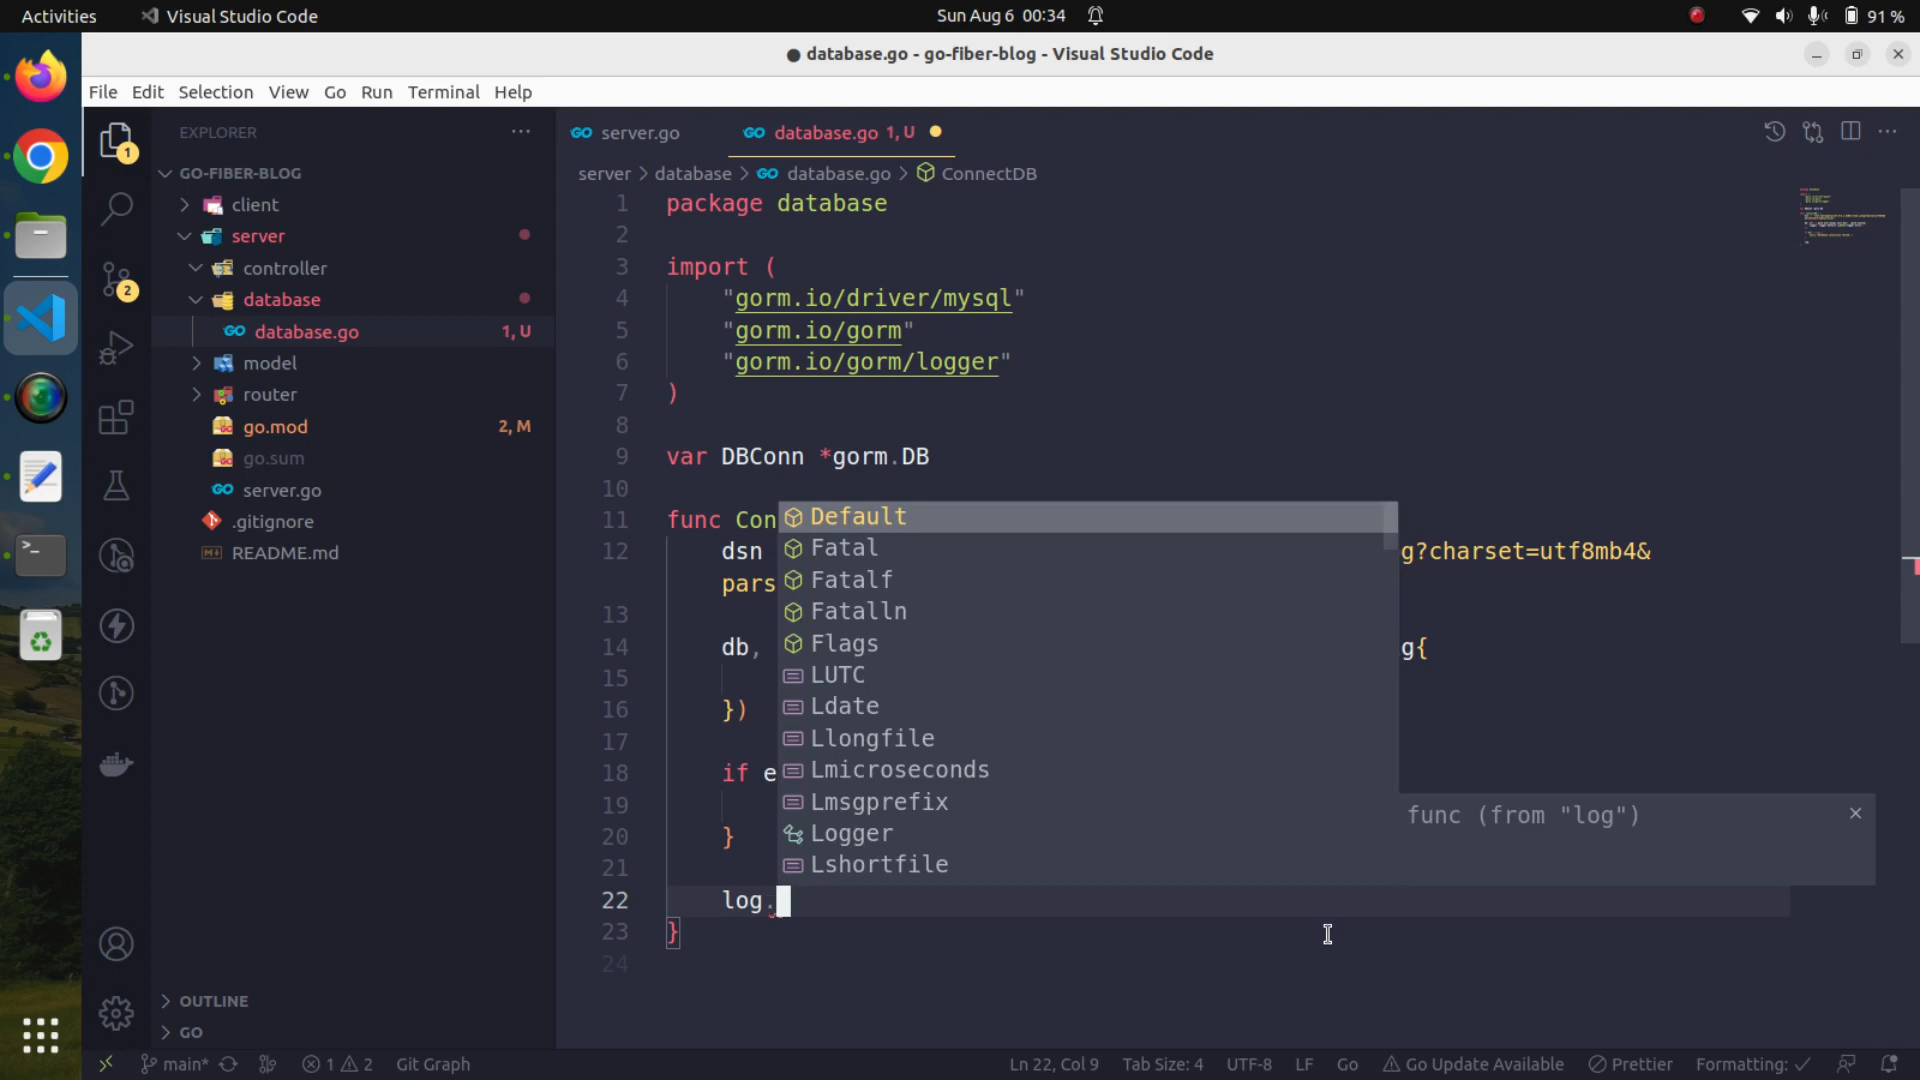 Activities
Visual Studio Code
Sun Aug 6 00:34
91 %
database.go - go-fiber-blog - Visual Studio Code
File Edit Selection View Go Run Terminal Help
EXPLORER
GO-FIBER-BLOG
client
server
controller
database
database.go 1, U
model
router
go.mod 2, M
go.sum
server.go
.gitignore
README.md
OUTLINE
GO
1
2
server.go
database.go 1, U
server > database > database.go > ConnectDB
1 package database
2
3 import (
4 "gorm.io/driver/mysql"
5 "gorm.io/gorm"
6 "gorm.io/gorm/logger"
7 )
8
9 var DBConn *gorm.DB
10
11 func Con
12 dsn g?charset=utf8mb4&
pars
13
14 db, g{
15
16 })
17
18 if e
19
20 }
21
22 log.
23 }
24
Default
Fatal
Fatalf
Fatalln
Flags
LUTC
Ldate
Llongfile
Lmicroseconds
Lmsgprefix
Logger
Lshortfile
func (from "log")
main* 1 2 Git Graph Ln 22, Col 9 Tab Size: 4 UTF-8 LF Go Go Update Available Prettier Formatting: